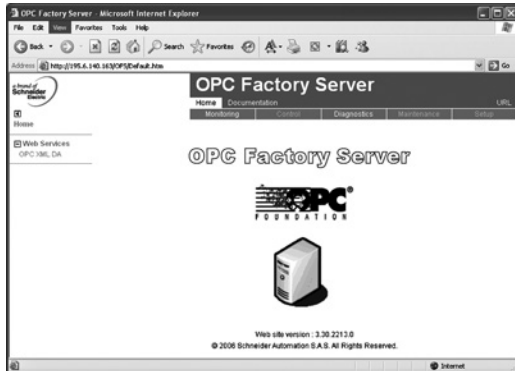 OPC Factory Server - Microsoft Internet Explorer
File Edit View Favorites Tools Help
Back Search Favorites
Address http://195.6.140.163/OPS/Default.htm Go
a brand of
Schneider
Electric
OPC Factory Server
Home Documentation URL
Monitoring Control Diagnostics Maintenance Setup
Home
Web Services
OPC XML DA
OPC Factory Server
OPC
FOUNDATION
Web site version : 3.30.2213.0
© 2006 Schneider Automation S.A.S. All Rights Reserved.
Internet